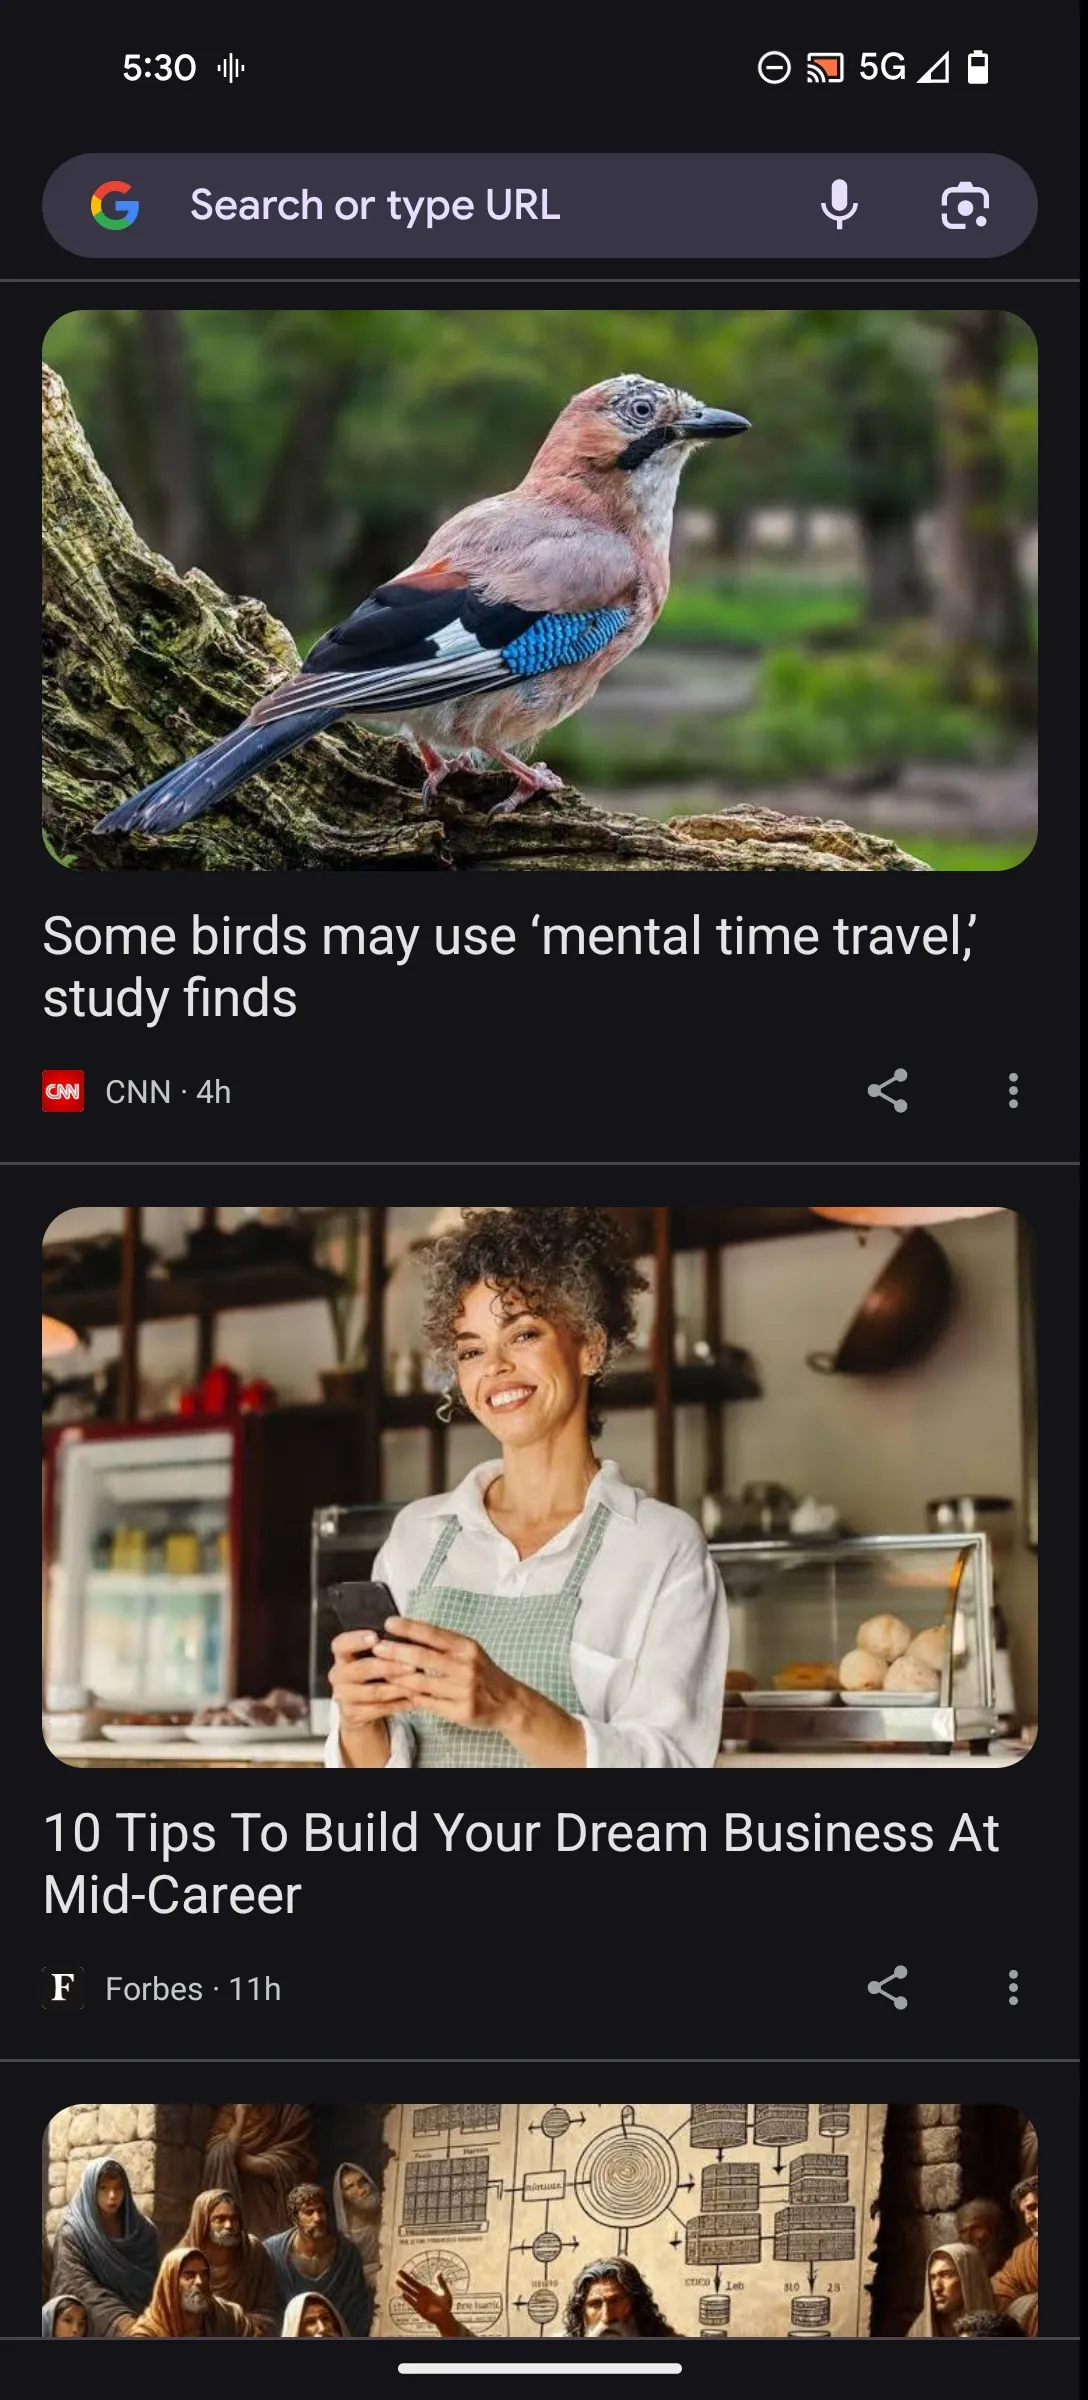 5:30
5G
Search or type URL
Some birds may use ‘mental time travel,’
study finds
CNN
CNN · 4h
10 Tips To Build Your Dream Business At
Mid-Career
F
Forbes · 11h